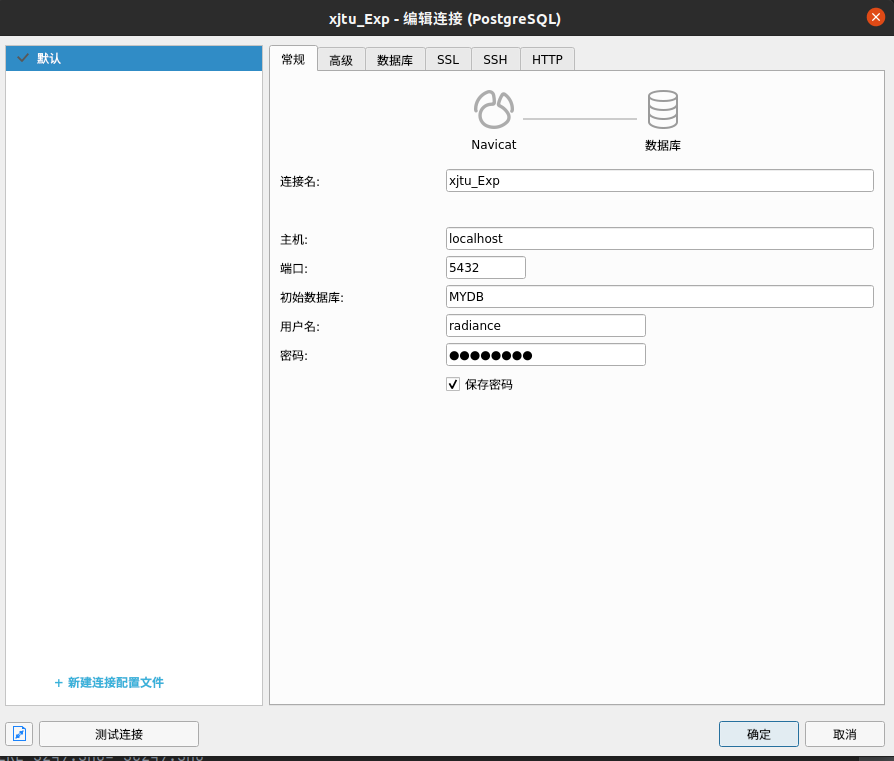 xjtu_Exp - 编辑连接 (PostgreSQL)
默认
常规 高级 数据库 SSL SSH HTTP
Navicat 数据库
连接名: xjtu_Exp
主机: localhost
端口: 5432
初始数据库: MYDB
用户名: radiance
密码: ●●●●●●●●
保存密码
+ 新建连接配置文件
测试连接 确定 取消